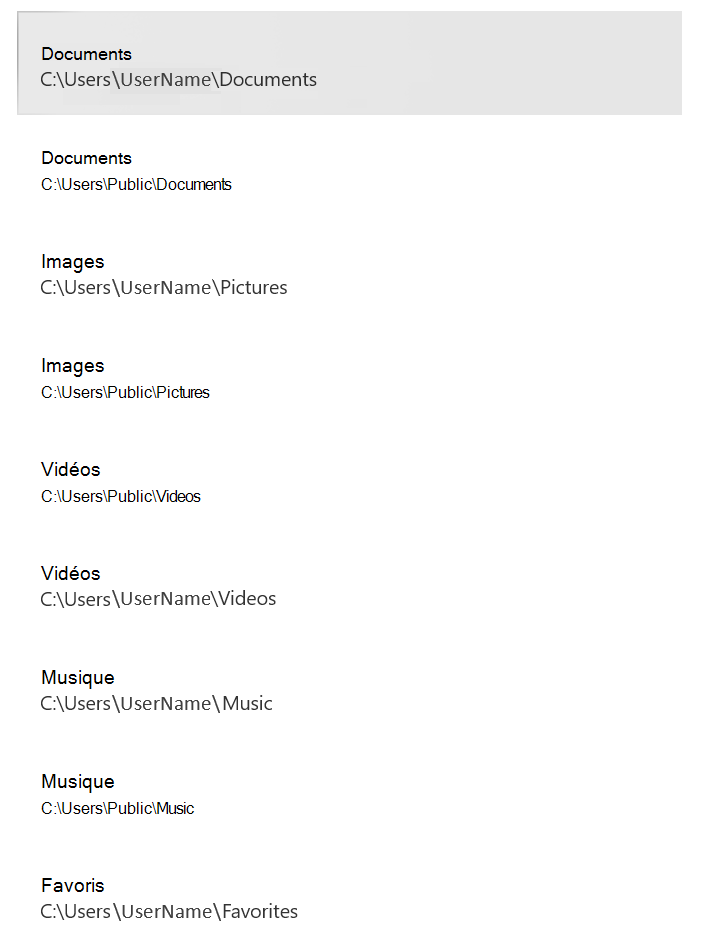 Documents
C:\Users\UserName\Documents
Documents
C:\Users\Public\Documents
Images
C:\Users\UserName\Pictures
Images
C:\Users\Public\Pictures
Vidéos
C:\Users\Public\Videos
Vidéos
C:\Users\UserName\Videos
Musique
C:\Users\UserName\Music
Musique
C:\Users\Public\Music
Favoris
C:\Users\UserName\Favorites